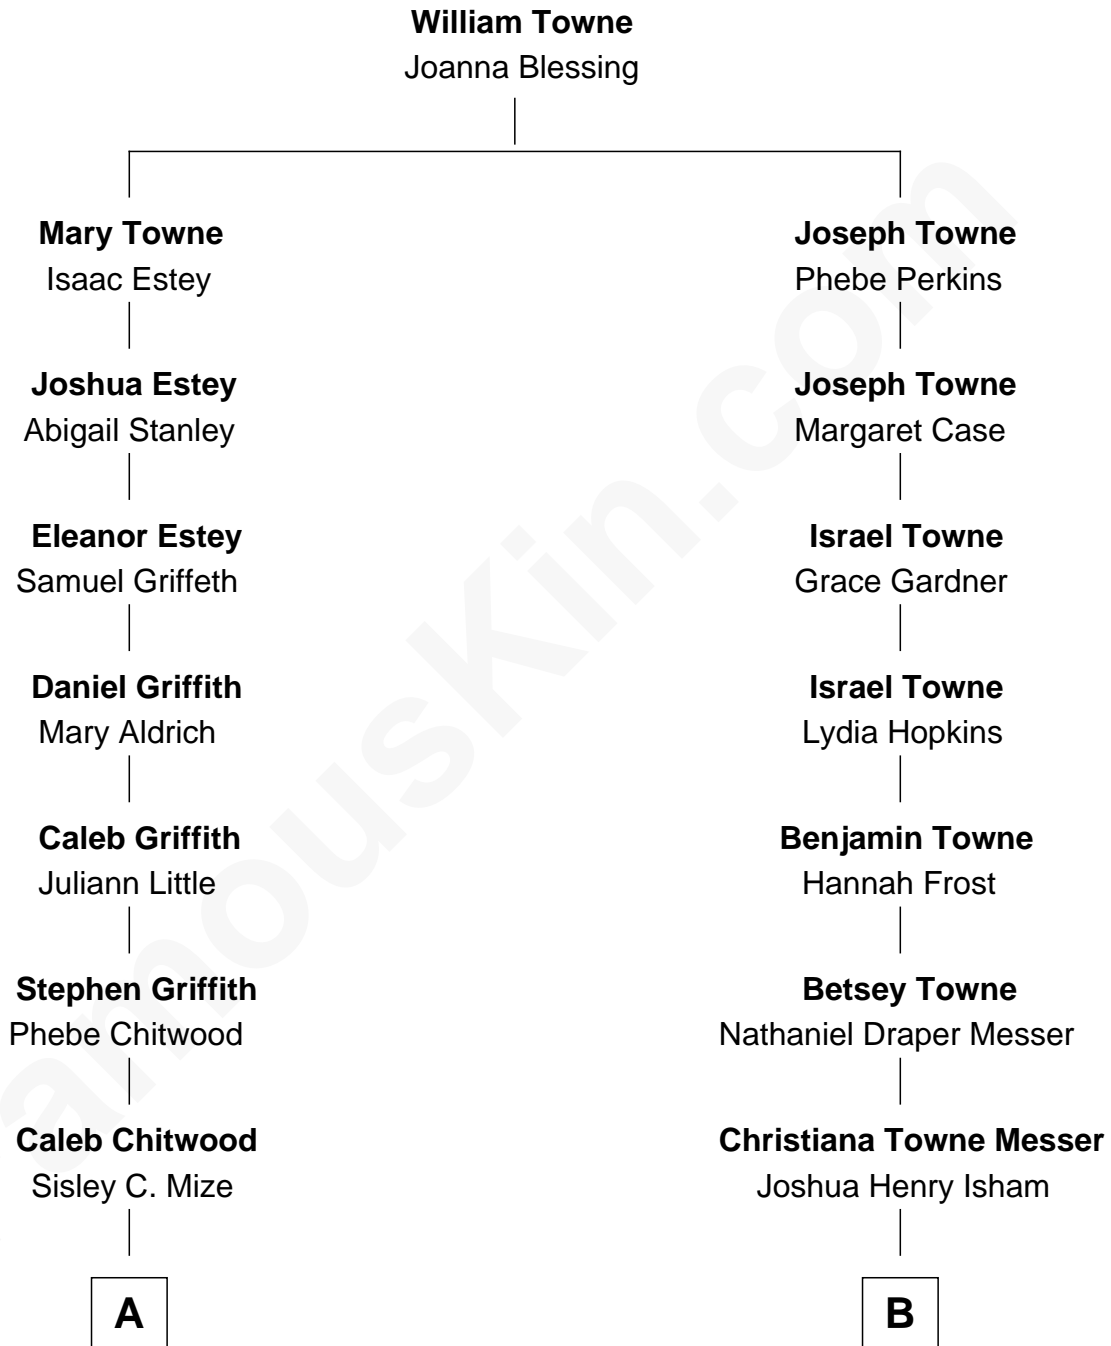 William Towne
Joanna Blessing
Mary Towne
Isaac Estey
Joseph Towne
Phebe Perkins
Joshua Estey
Abigail Stanley
Joseph Towne
Margaret Case
Eleanor Estey
Samuel Griffeth
Israel Towne
Grace Gardner
Daniel Griffith
Mary Aldrich
Israel Towne
Lydia Hopkins
Caleb Griffith
Juliann Little
Benjamin Towne
Hannah Frost
Stephen Griffith
Phebe Chitwood
Betsey Towne
Nathaniel Draper Messer
Caleb Chitwood
Sisley C. Mize
Christiana Towne Messer
Joshua Henry Isham
A
B
amouskin.com